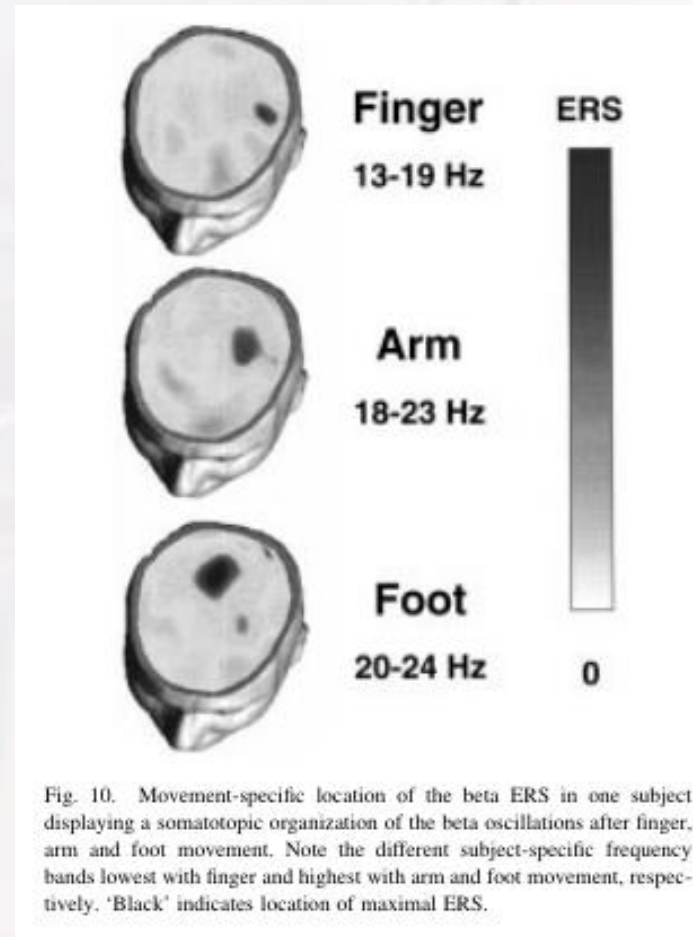 Finger
ERS
13-19 Hz
Arm
18-23 Hz
Foot
20-24 Hz
0
Fig. 10. Movement-specific location of the beta ERS in one subject
displaying a somatotopic organization of the beta oscillations after finger,
arm and foot movement. Note the different subject-specific frequency
bands lowest with finger and highest with arm and foot movement, respec-
tively. 'Black' indicates location of maximal ERS.